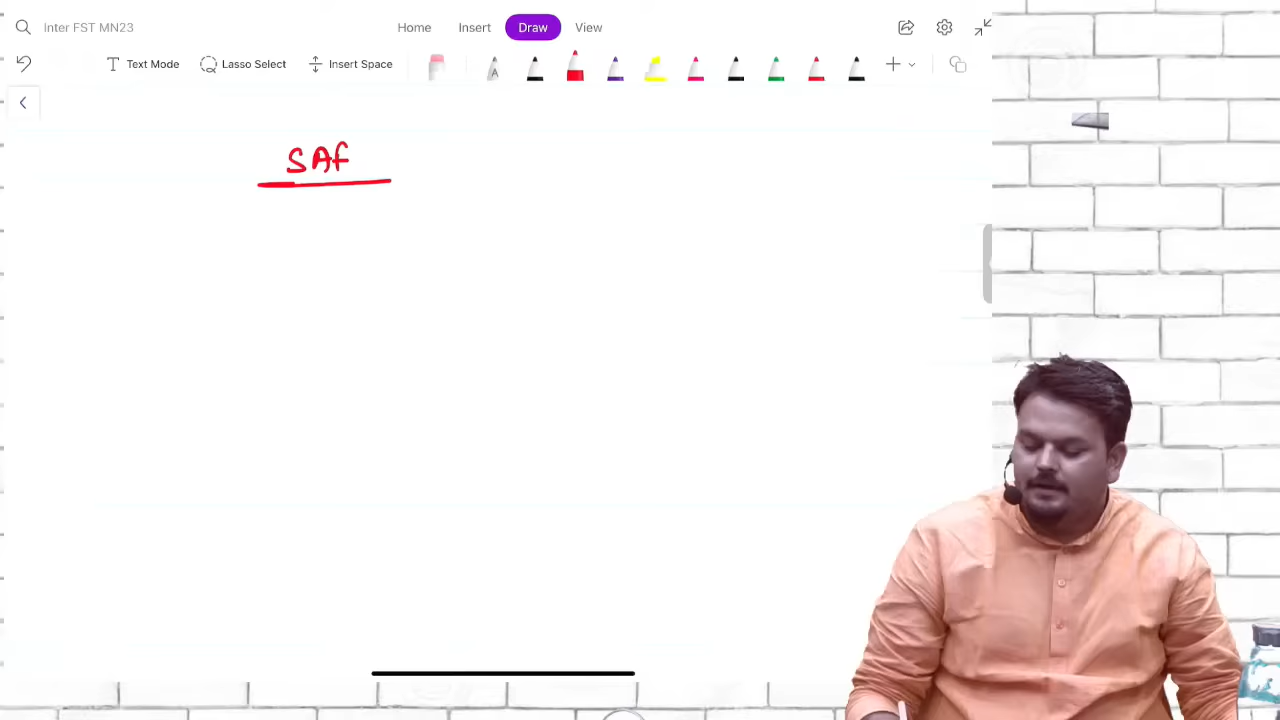 Inter FST MN23
Home Insert Draw View
Text Mode Lasso Select Insert Space
A
SAF